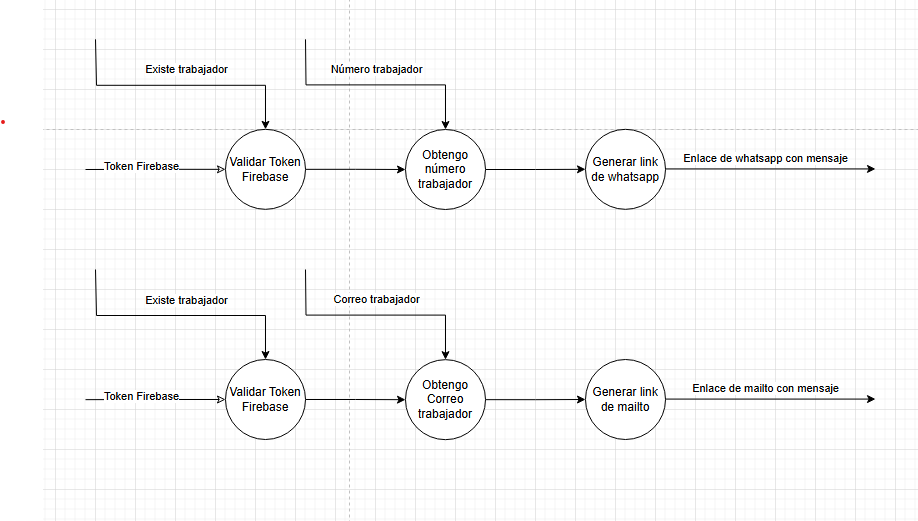 Existe trabajador
Número trabajador
Token Firebase
Validar Token
Firebase
Obtengo
número
trabajador
Generar link
de whatsapp
Enlace de whatsapp con mensaje
Existe trabajador
Correo trabajador
Token Firebase
Validar Token
Firebase
Obtengo
Correo
trabajador
Generar link
de mailto
Enlace de mailto con mensaje